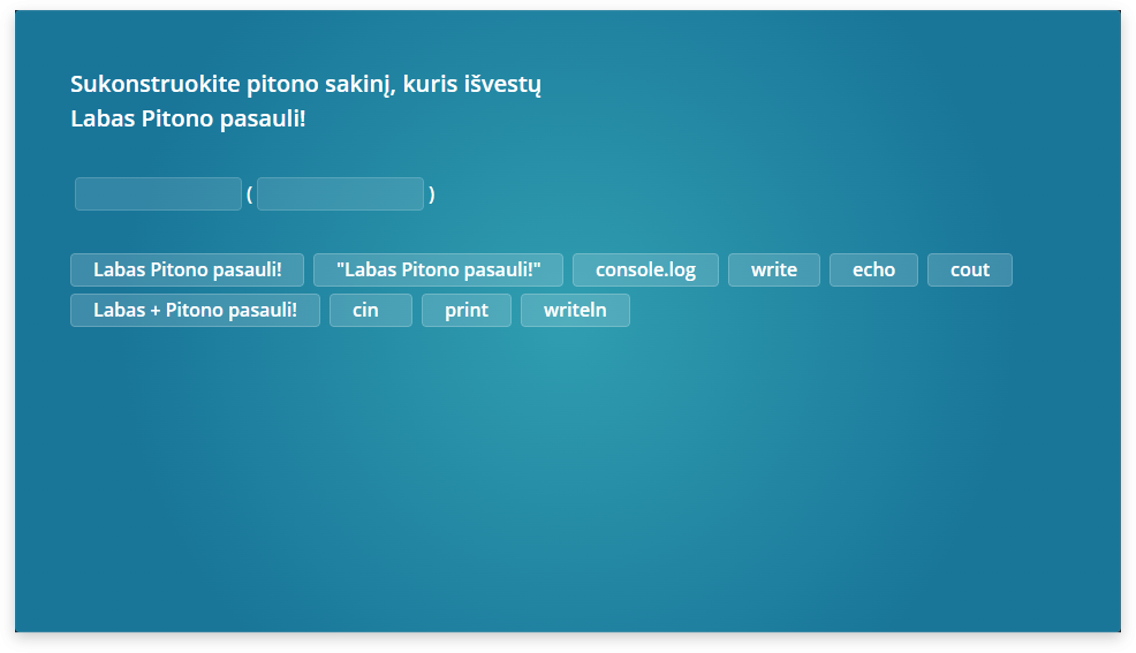 Sukonstruokite pitono sakinį, kuris išvestų
Labas Pitono pasauli!
( )
Labas Pitono pasauli! "Labas Pitono pasauli!" console.log write echo cout
Labas + Pitono pasauli! cin print writeln